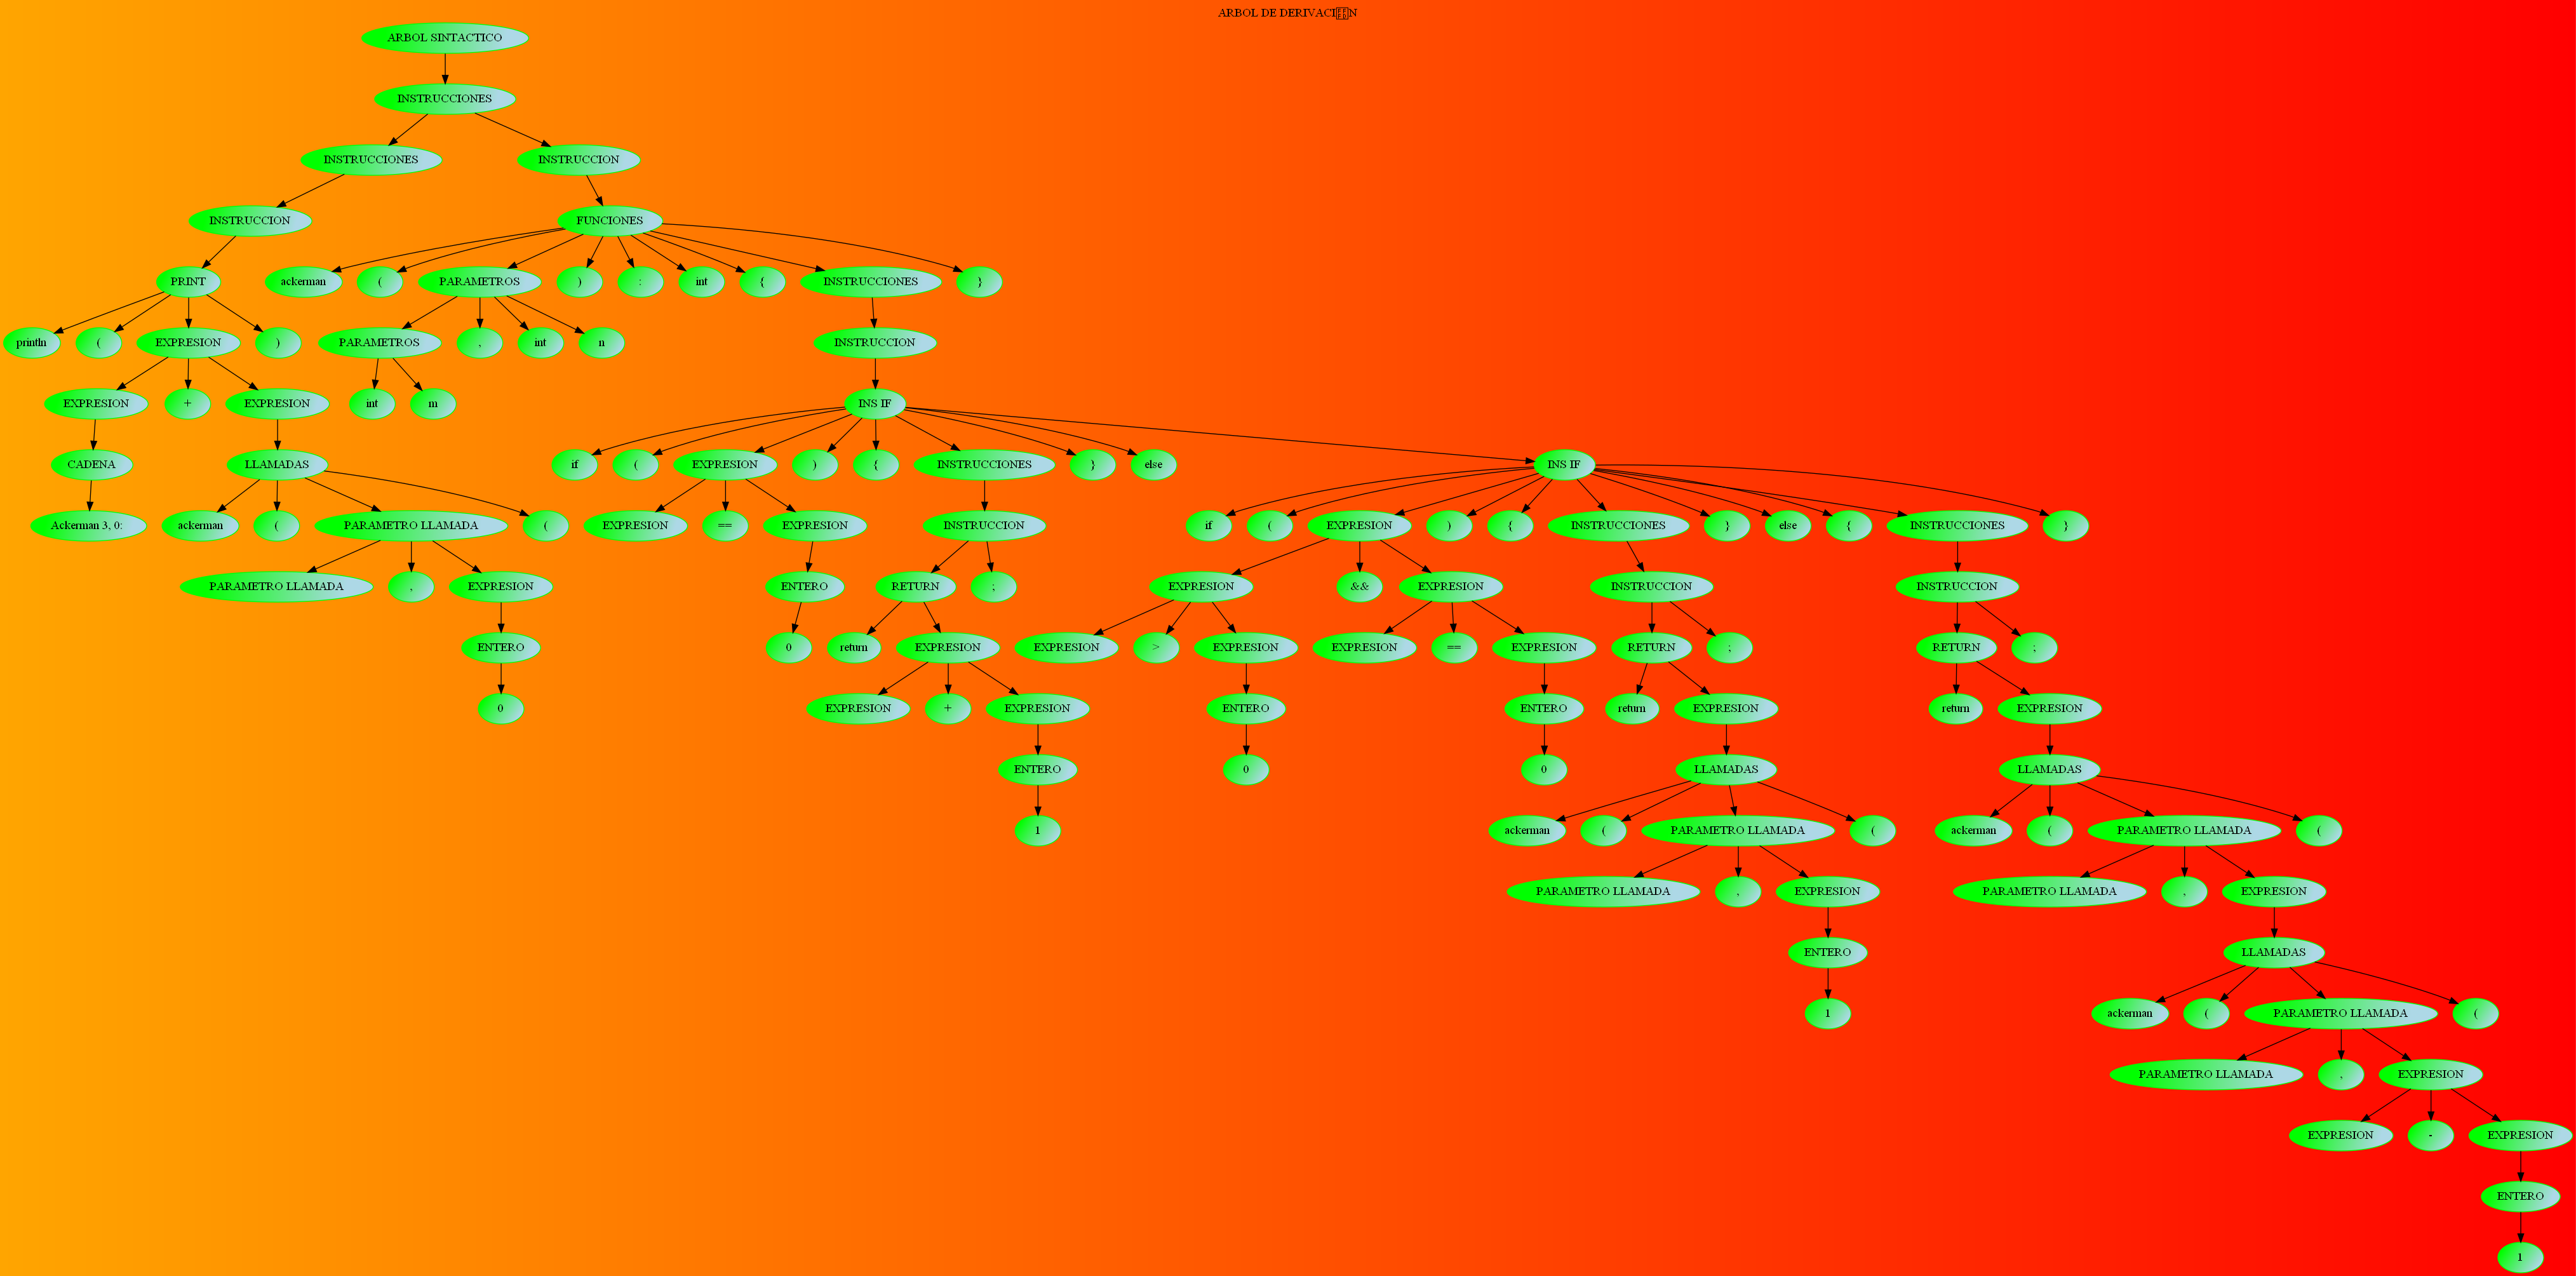 ARBOL DE DERIVACI N
ARBOL SINTACTICO
INSTRUCCIONES
INSTRUCCIONES INSTRUCCION
INSTRUCCION FUNCIONES
PRINT ackerman ( PARAMETROS ) : int { INSTRUCCIONES }
println ( EXPRESION ) PARAMETROS , int n INSTRUCCION
EXPRESION + EXPRESION int m INS IF
CADENA LLAMADAS if ( EXPRESION ) { INSTRUCCIONES } else INS IF
Ackerman 3, 0: ackerman ( PARAMETRO LLAMADA ( EXPRESION == EXPRESION INSTRUCCION if ( EXPRESION ) { INSTRUCCIONES } else { INSTRUCCIONES }
PARAMETRO LLAMADA , EXPRESION ENTERO RETURN ; EXPRESION && EXPRESION INSTRUCCION INSTRUCCION
ENTERO 0 return EXPRESION EXPRESION > EXPRESION EXPRESION == EXPRESION RETURN ; RETURN ;
0 EXPRESION + EXPRESION ENTERO ENTERO return EXPRESION return EXPRESION
ENTERO 0 0 LLAMADAS LLAMADAS
1 ackerman ( PARAMETRO LLAMADA ( ackerman ( PARAMETRO LLAMADA (
PARAMETRO LLAMADA , EXPRESION PARAMETRO LLAMADA , EXPRESION
ENTERO LLAMADAS
1 ackerman ( PARAMETRO LLAMADA (
PARAMETRO LLAMADA , EXPRESION
EXPRESION - EXPRESION
ENTERO
1